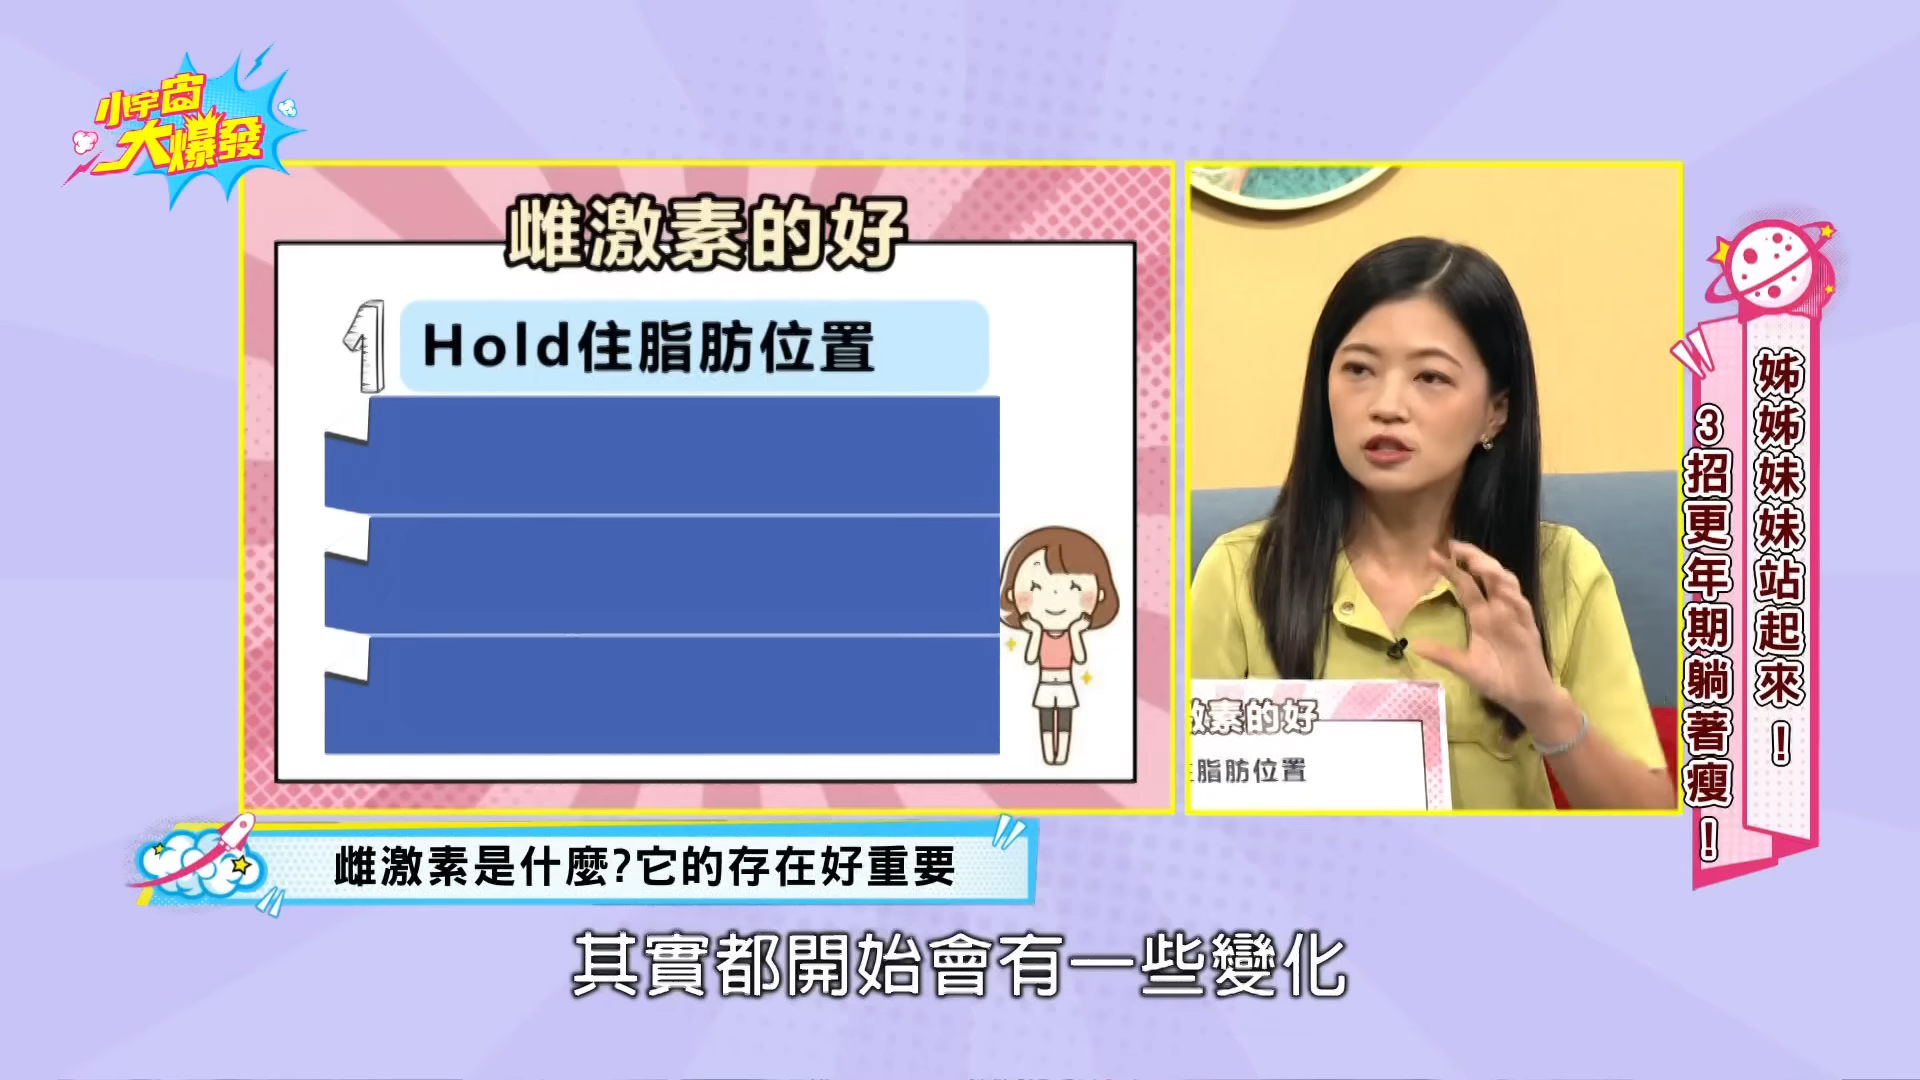 小宇宙
大爆發
雌激素的好
1 Hold住脂肪位置
激素的好
住脂肪位置
姊姊妹妹站起來！
3招更年期躺著瘦！
雌激素是什麼?它的存在好重要
其實都開始會有一些變化